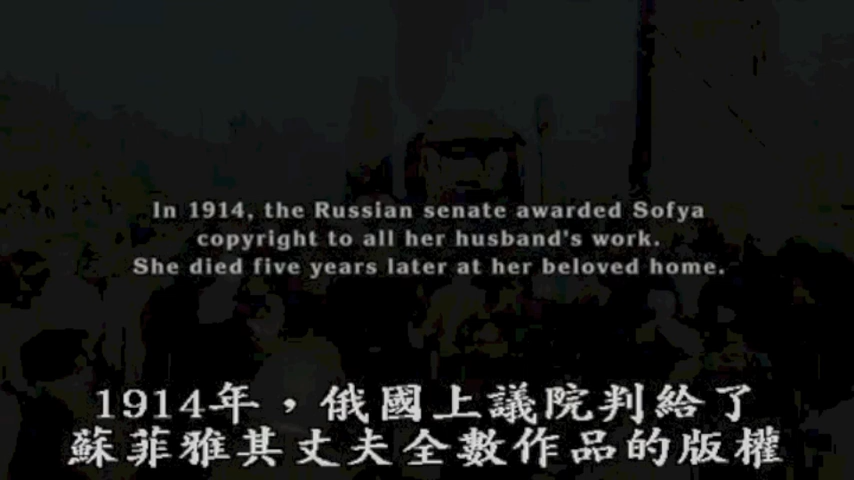 In 1914, the Russian senate awarded Sofya
copyright to all her husband's work.
She died five years later at her beloved home.
1914年，俄國上議院判給了
蘇菲雅其丈夫全數作品的版權